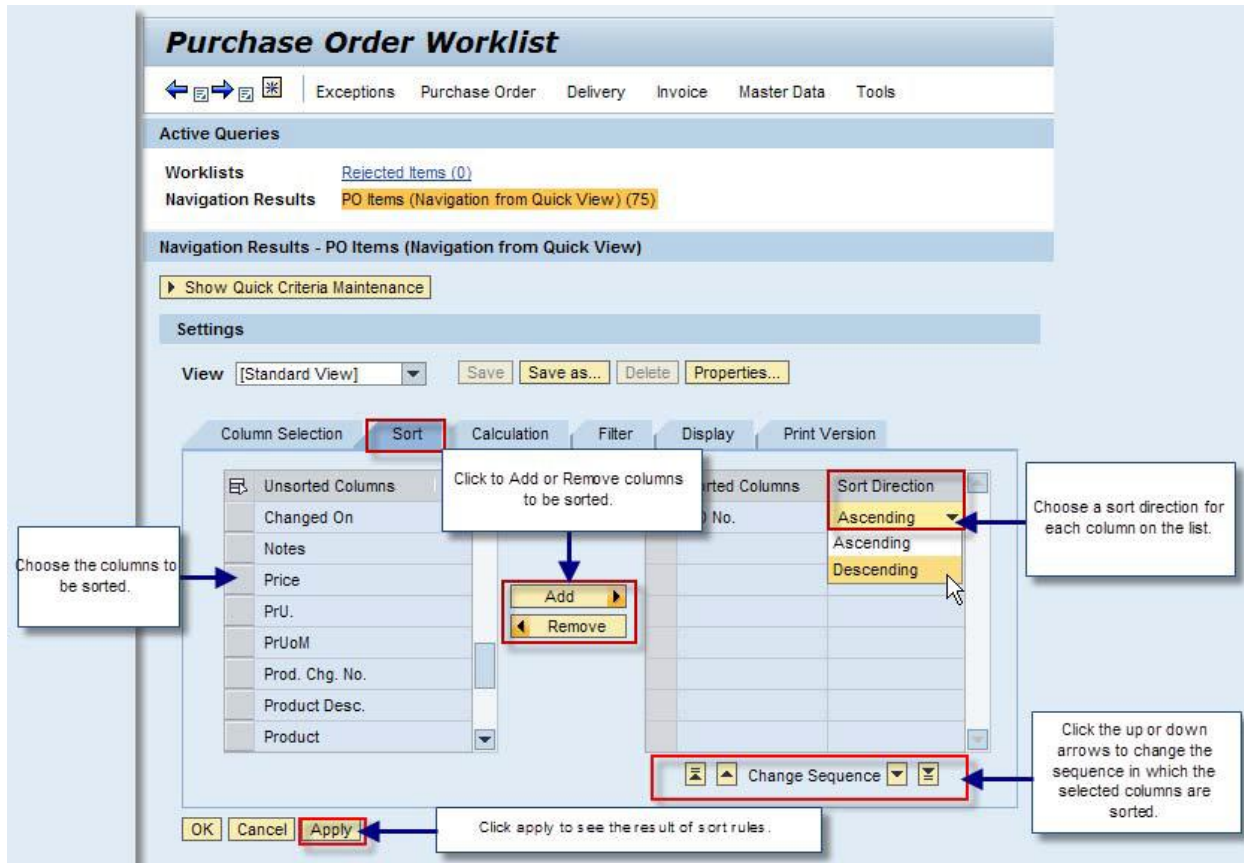 Purchase Order Worklist
Exceptions Purchase Order Delivery Invoice Master Data Tools
Active Queries
Worklists Rejected Items (0)
Navigation Results PO Items (Navigation from Quick View) (75)
Navigation Results - PO Items (Navigation from Quick View)
Show Quick Criteria Maintenance
Settings
View [Standard View] Save Save as... Delete Properties...
Column Selection Sort Calculation Filter Display Print Version
Click to Add or Remove columns
to be sorted.
Unsorted Columns
Columns Sort Direction
Changed On
No. Ascending
Notes
Ascending
Price
Descending
PrU.
PrUoM
Prod. Chg. No.
Product Desc.
Product
Add
Remove
Choose the columns to
be sorted.
Choose a sort direction for
each column on the list.
Change Sequence
Click the up or down
arrows to change the
sequence in which the
selected columns are
sorted.
OK Cancel Apply
Click apply to see the result of sort rules.